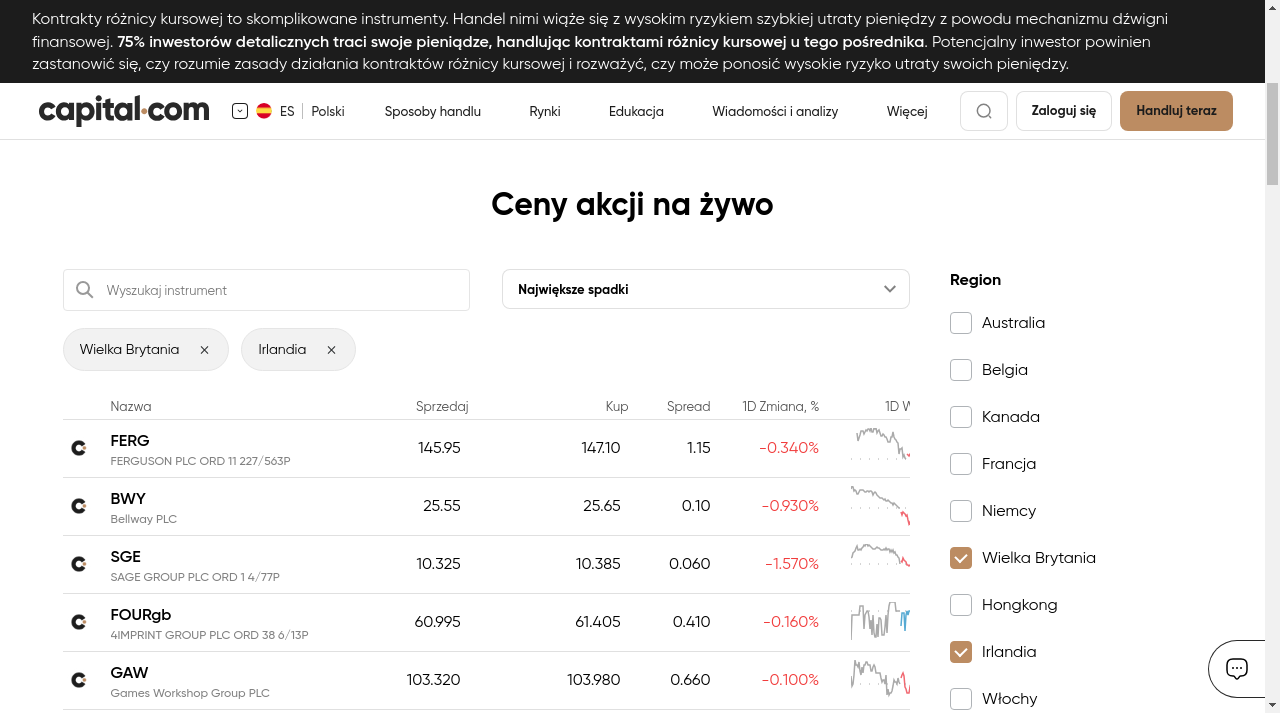 Kontrakty różnicy kursowej to skomplikowane instrumenty. Handel nimi wiąże się z wysokim ryzykiem szybkiej utraty pieniędzy z powodu mechanizmu dźwigni
finansowej. 75% inwestorów detalicznych traci swoje pieniądze, handlując kontraktami różnicy kursowej u tego pośrednika. Potencjalny inwestor powinien
zastanowić się, czy rozumie zasady działania kontraktów różnicy kursowej i rozważyć, czy może ponosić wysokie ryzyko utraty swoich pieniędzy.
capital.com ES Polski Sposoby handlu Rynki Edukacja Wiadomości i analizy Więcej Zaloguj się Handluj teraz
Ceny akcji na żywo
Wyszukaj instrument Największe spadki
Wielka Brytania Irlandia
Nazwa Sprzedaj Kup Spread 1D Zmiana, % 1D
FERG 145.95 147.10 1.15 -0.340%
FERGUSON PLC ORD 11 227/563P
BWY 25.55 25.65 0.10 -0.930%
Bellway PLC
SGE 10.325 10.385 0.060 -1.570%
SAGE GROUP PLC ORD 1 4/77P
FOURgb 60.995 61.405 0.410 -0.160%
4IMPRINT GROUP PLC ORD 38 6/13P
GAW 103.320 103.980 0.660 -0.100%
Games Workshop Group PLC
Region
Australia
Belgia
Kanada
Francja
Niemcy
Wielka Brytania
Hongkong
Irlandia
Włochy